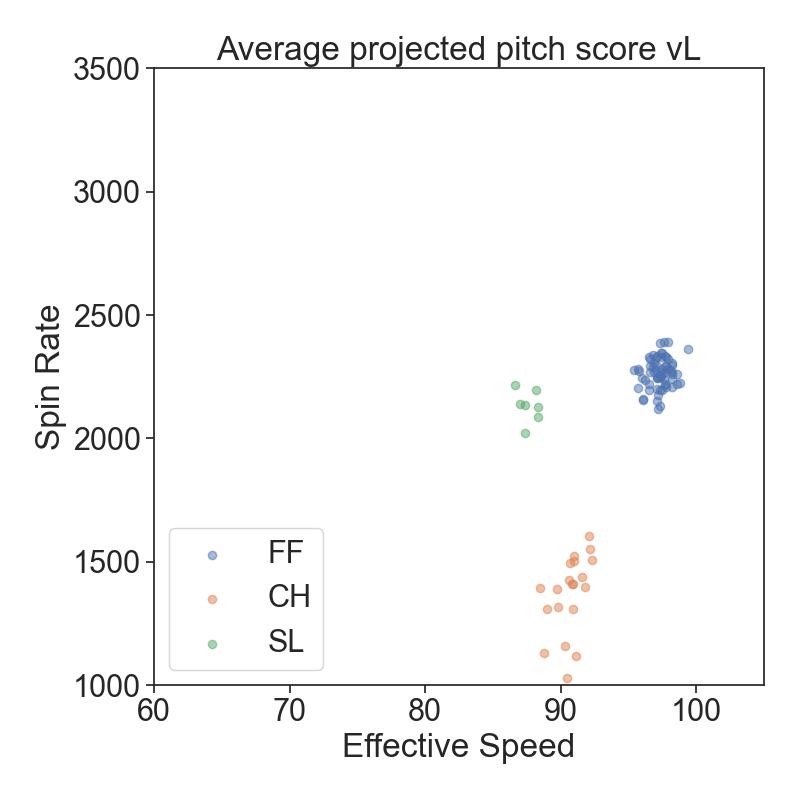 Average projected pitch score vL
3500
3000
2500
2000
1500
1000
Spin Rate
FF
CH
SL
60 70 80 90 100
Effective Speed